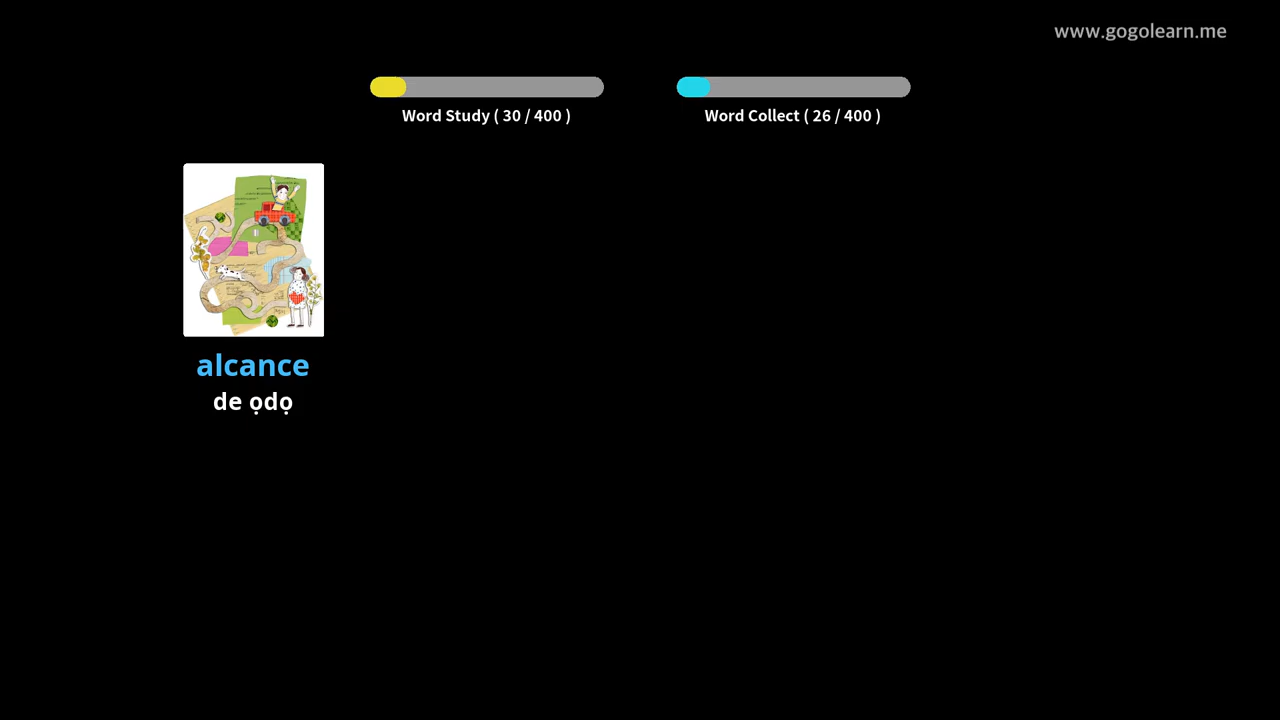 www.gogolearn.me
Word Study ( 30 / 400 )
Word Collect ( 26 / 400 )
alcance
de ọdọ